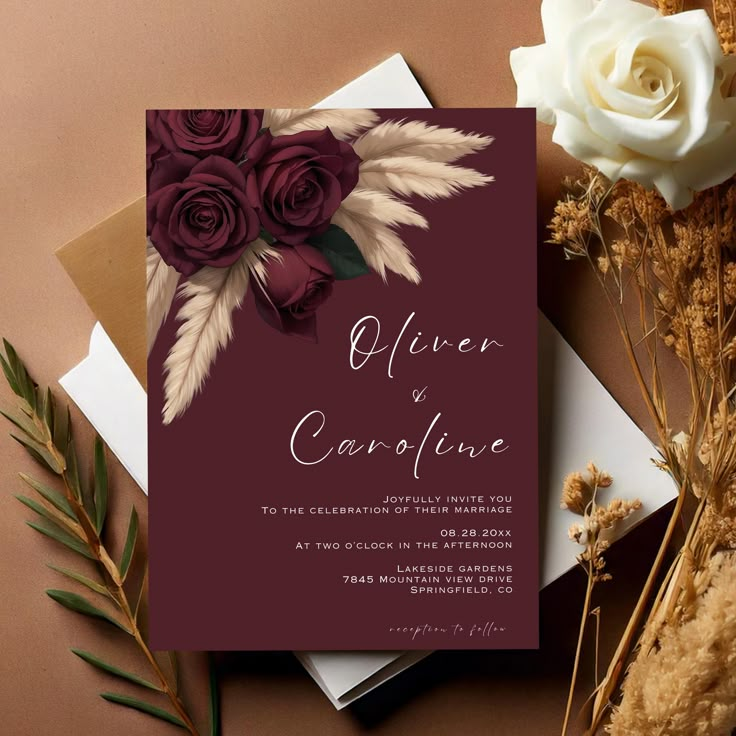 Oliver
&
Caroline
Joyfully invite you
To the celebration of their marriage
08.28.20xx
At two o'clock in the afternoon
Lakeside gardens
7845 Mountain view drive
Springfield, CO
reception to follow